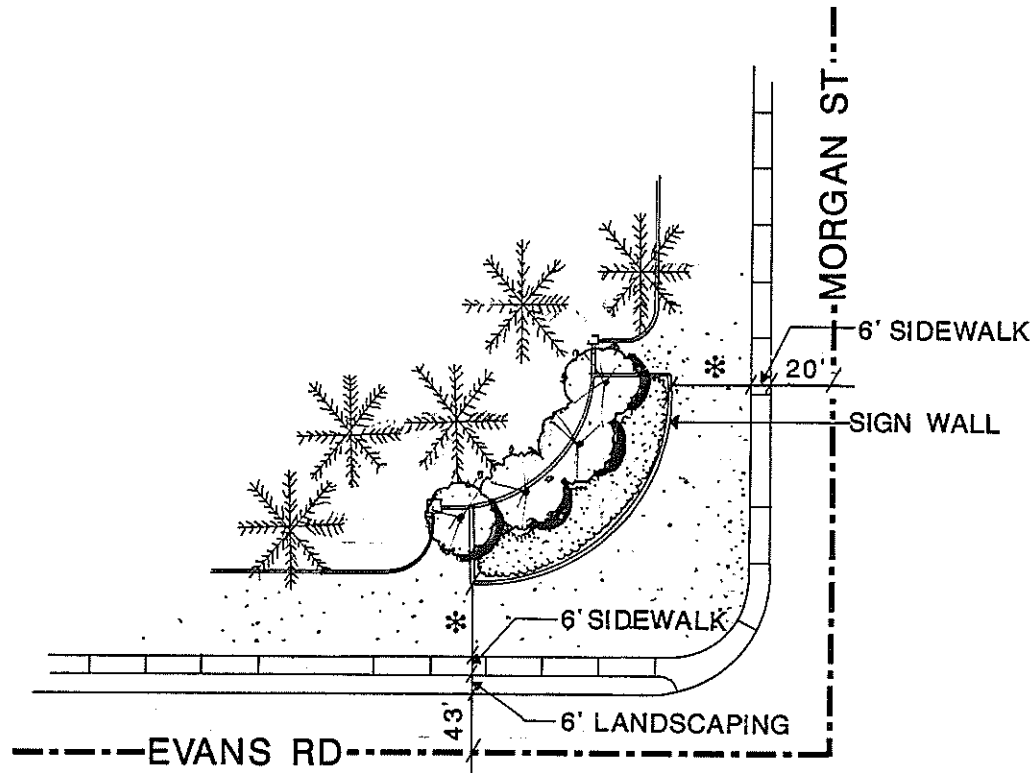 MORGAN ST
6' SIDEWALK
20'
*
SIGN WALL
*
6' SIDEWALK
6' LANDSCAPING
43'
EVANS RD